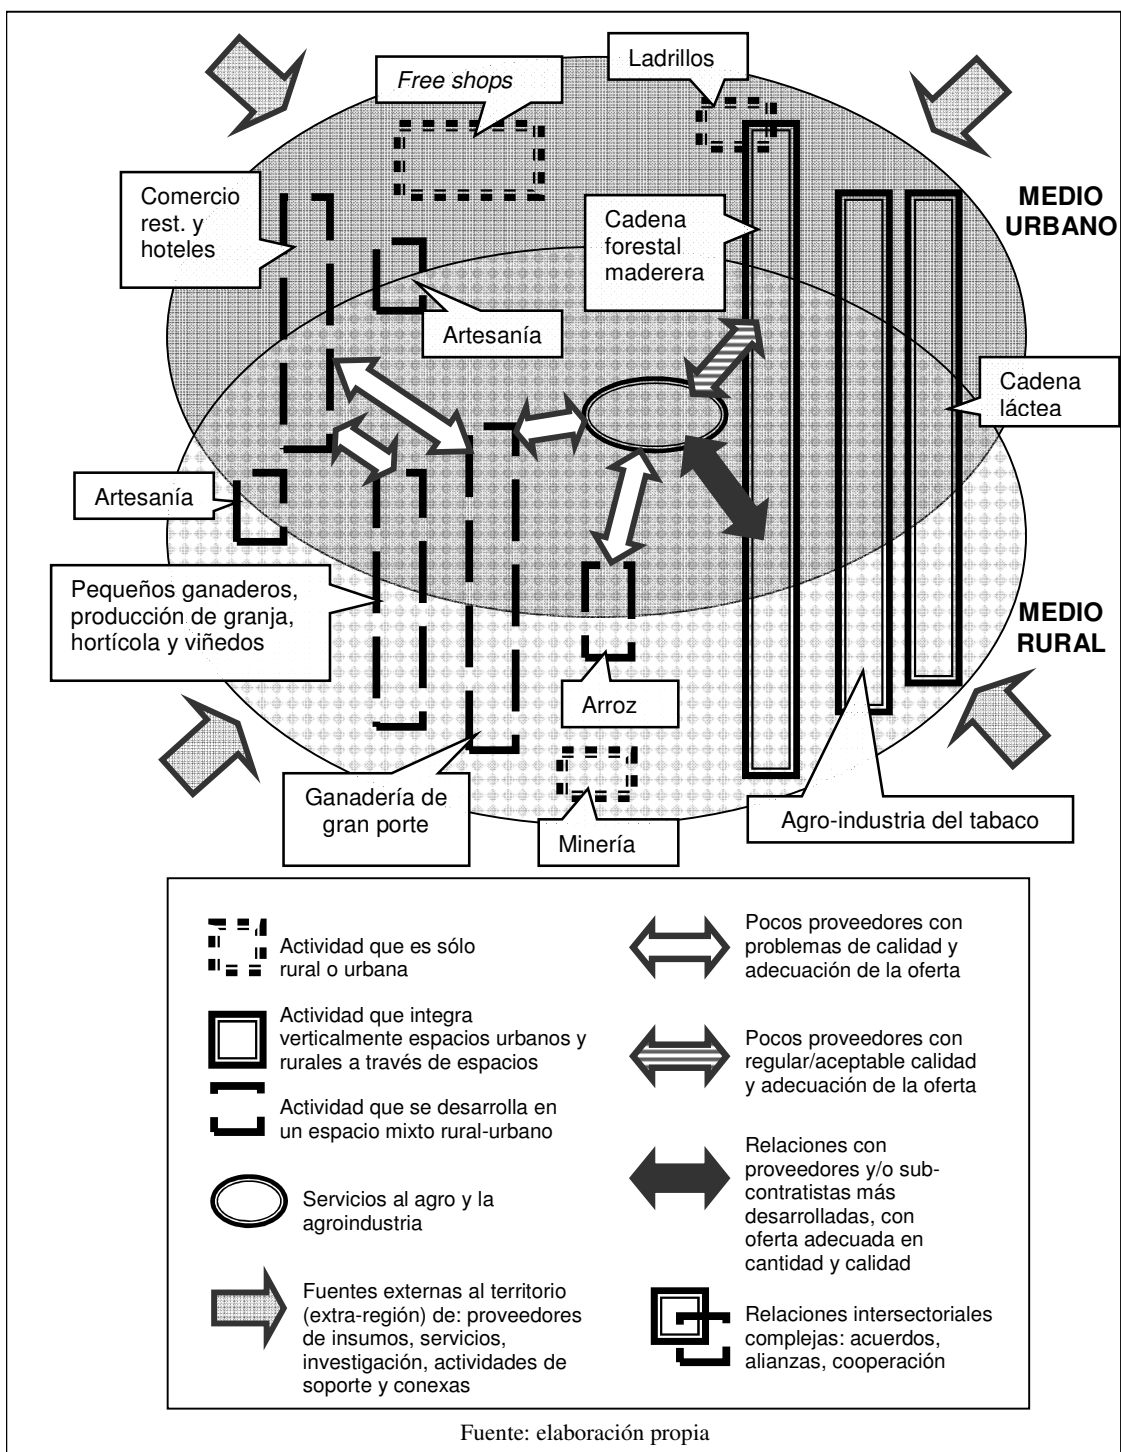 Ladrillos
Free shops
Comercio
rest. y
hoteles
Cadena
forestal
maderera
MEDIO
URBANO
Artesanía
Cadena
láctea
Artesanía
Pequeños ganaderos,
producción de granja,
hortícola y viñedos
MEDIO
RURAL
Arroz
Ganadería de
gran porte
Minería
Agro-industria del tabaco
Actividad que es sólo
rural o urbana
Actividad que integra
verticalmente espacios urbanos y
rurales a través de espacios
Actividad que se desarrolla en
un espacio mixto rural-urbano
Servicios al agro y la
agroindustria
Fuentes externas al territorio
(extra-región) de: proveedores
de insumos, servicios,
investigación, actividades de
soporte y conexas
Pocos proveedores con
problemas de calidad y
adecuación de la oferta
Pocos proveedores con
regular/aceptable calidad
y adecuación de la oferta
Relaciones con
proveedores y/o sub-
contratistas más
desarrolladas, con
oferta adecuada en
cantidad y calidad
Relaciones intersectoriales
complejas: acuerdos,
alianzas, cooperación
Fuente: elaboración propia